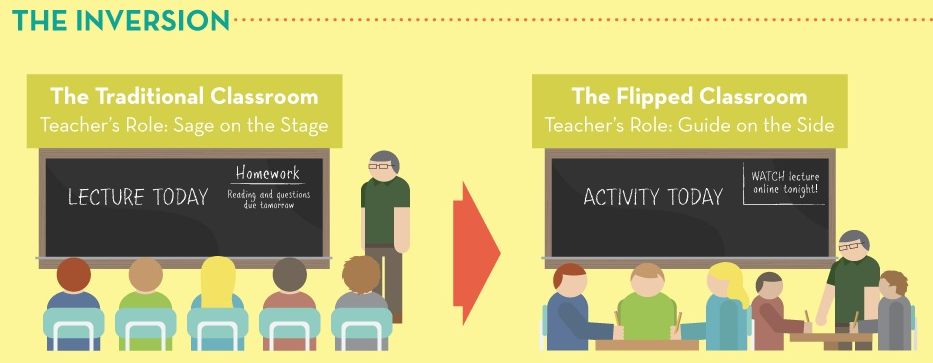 THE INVERSION
The Traditional Classroom
Teacher's Role: Sage on the Stage
LECTURE TODAY
Homework
Reading and questions
due tomorrow
The Flipped Classroom
Teacher's Role: Guide on the Side
ACTIVITY TODAY
WATCH lecture
online tonight!